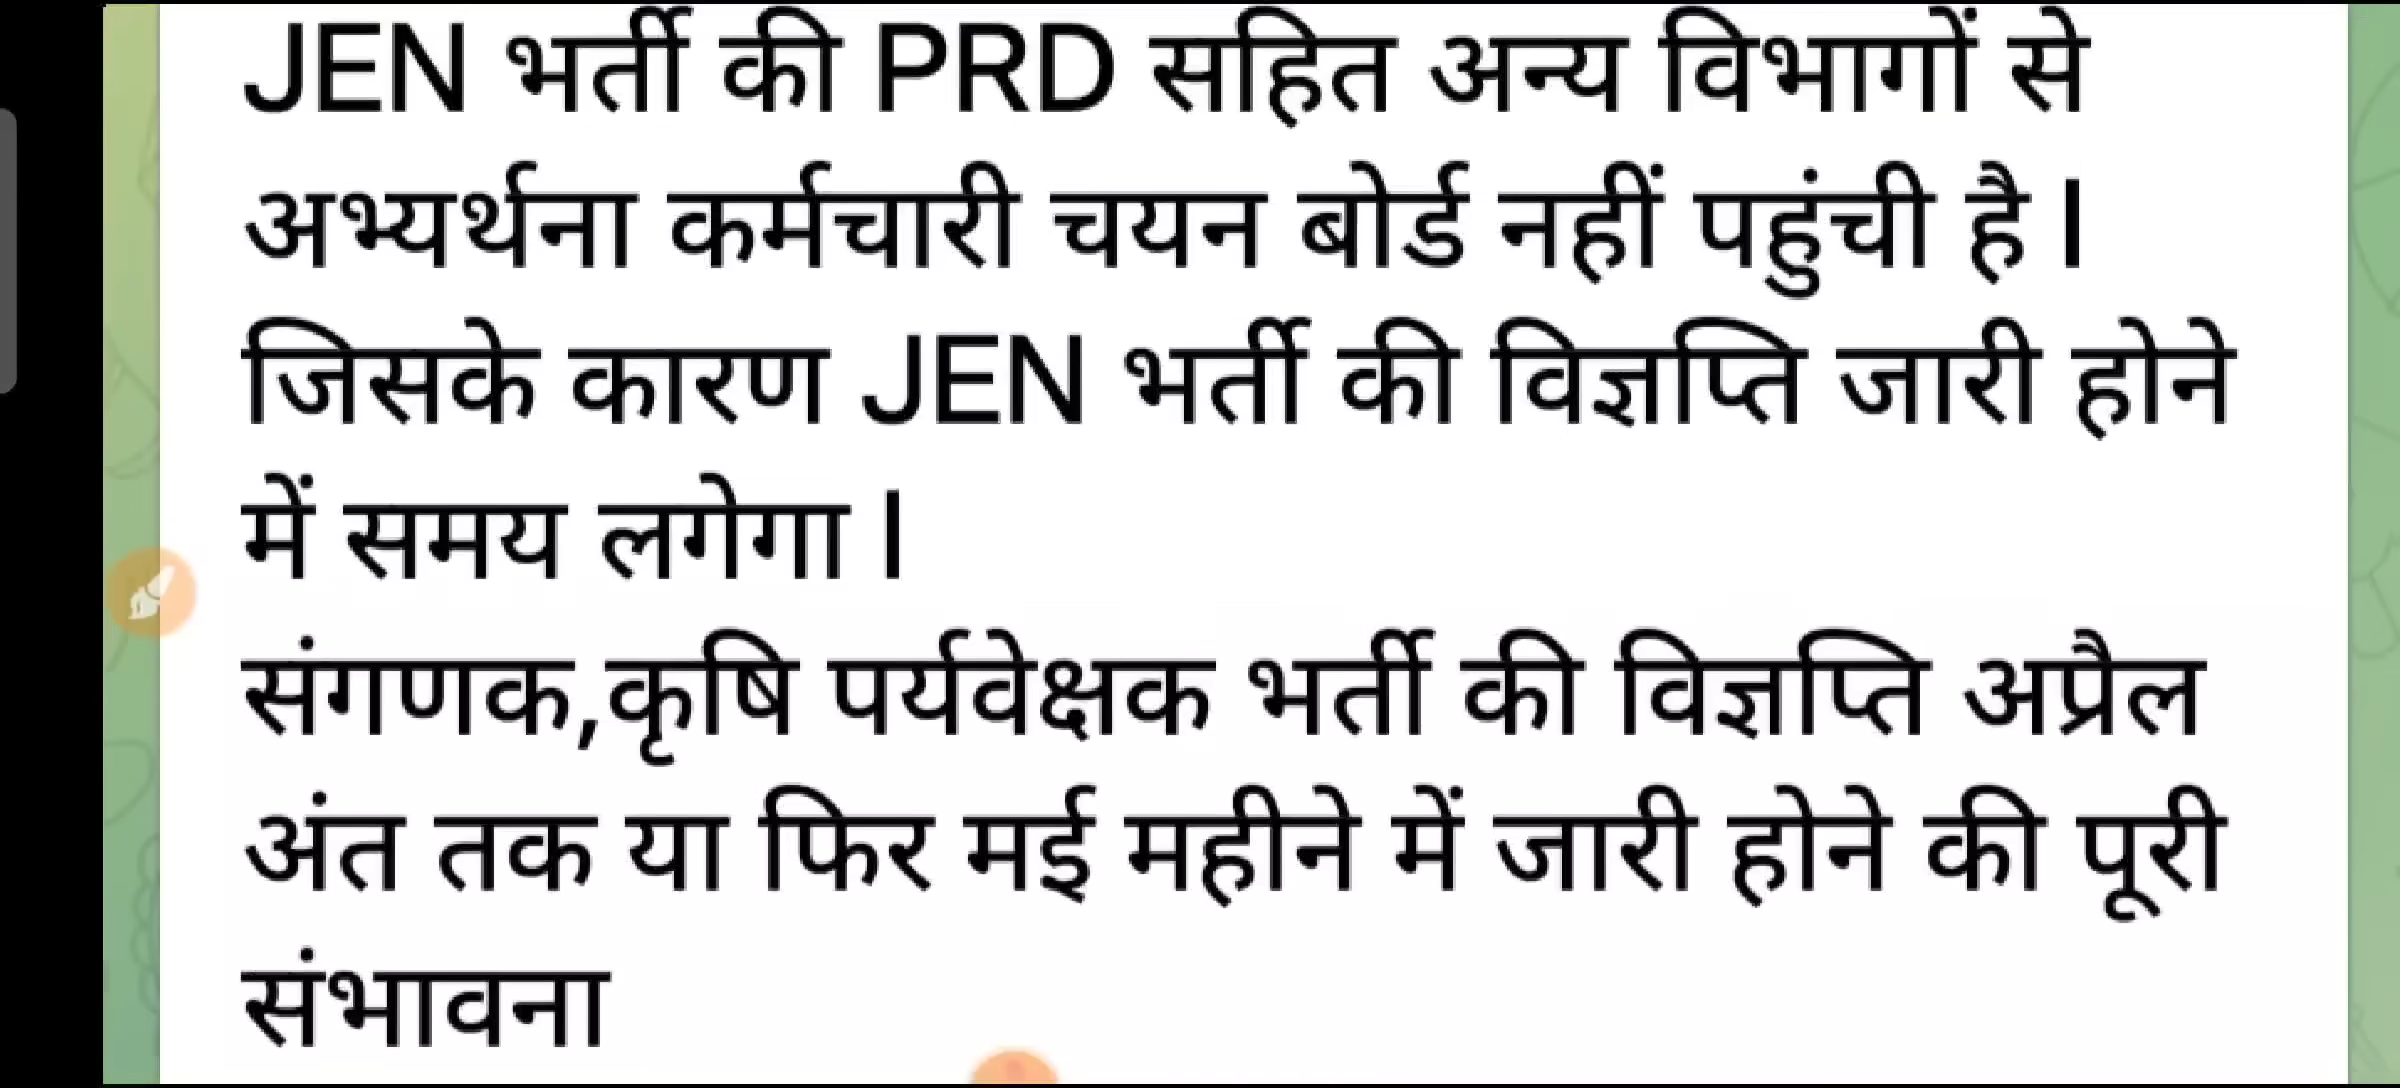 JEN भर्ती की PRD सहित अन्य विभागों से
अभ्यर्थना कर्मचारी चयन बोर्ड नहीं पहुंची है।
जिसके कारण JEN भर्ती की विज्ञप्ति जारी होने
में समय लगेगा।
संगणक,कृषि पर्यवेक्षक भर्ती की विज्ञप्ति अप्रैल
अंत तक या फिर मई महीने में जारी होने की पूरी
संभावना